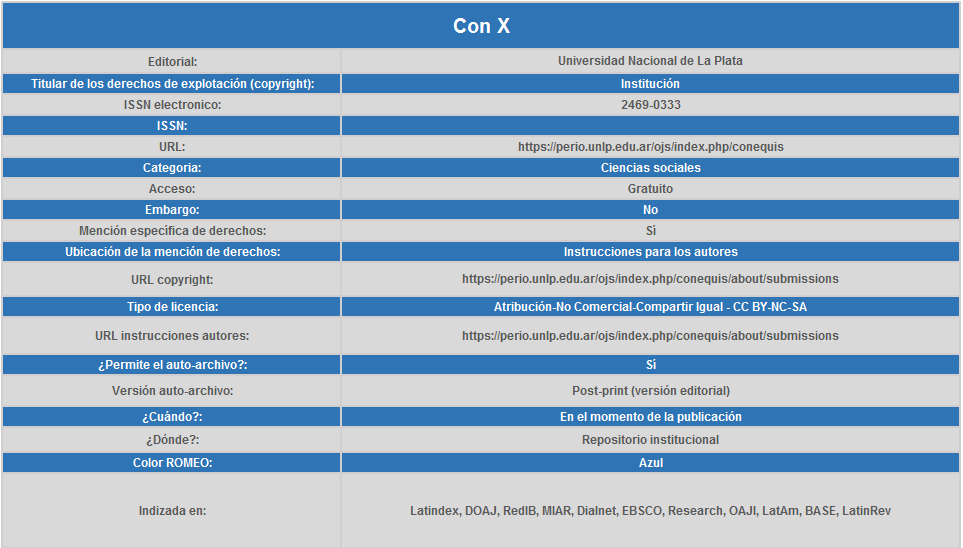 Con X
Editorial: Universidad Nacional de La Plata
Titular de los derechos de explotación (copyright): Institución
ISSN electronico: 2469-0333
ISSN:
URL: https://perio.unlp.edu.ar/ojs/index.php/conequis
Categoria: Ciencias sociales
Acceso: Gratuito
Embargo: No
Mención específica de derechos: Sí
Ubicación de la mención de derechos: Instrucciones para los autores
URL copyright: https://perio.unlp.edu.ar/ojs/index.php/conequis/about/submissions
Tipo de licencia: Atribución-No Comercial-Compartir Igual - CC BY-NC-SA
URL instrucciones autores: https://perio.unlp.edu.ar/ojs/index.php/conequis/about/submissions
¿Permite el auto-archivo?: Sí
Versión auto-archivo: Post-print (versión editorial)
¿Cuándo?: En el momento de la publicación
¿Dónde?: Repositorio institucional
Color ROMEO: Azul
Indizada en: Latindex, DOAJ, RedIB, MIAR, Dialnet, EBSCO, Research, OAJI, LatAm, BASE, LatinRev